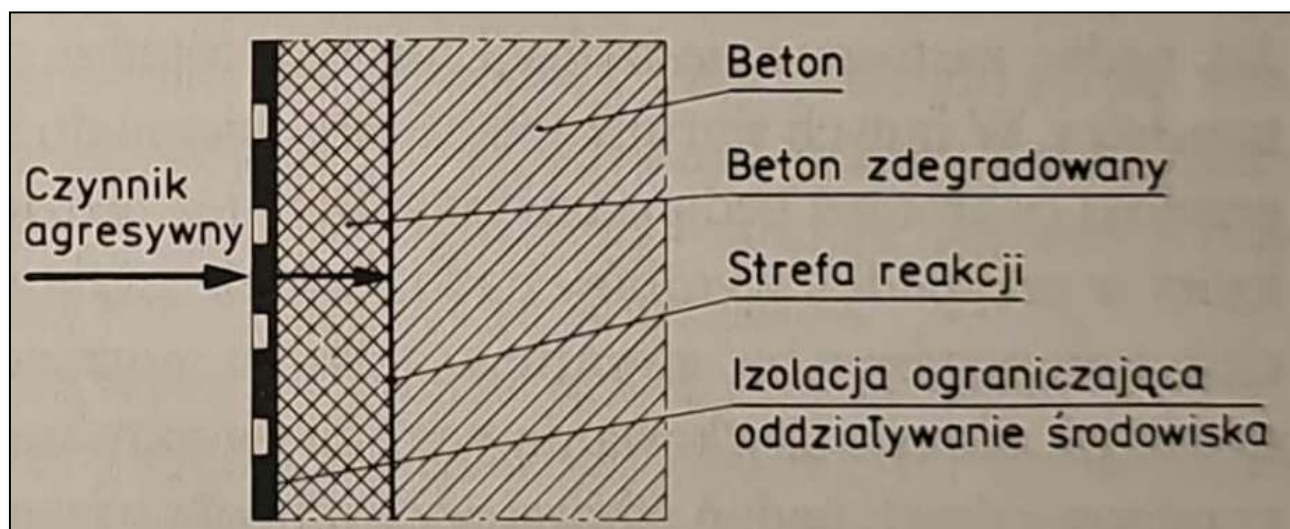 Beton
Beton zdegradowany
Czynnik
agresywny
Strefa reakcji
Izolacja ograniczająca
oddziaływanie środowiska